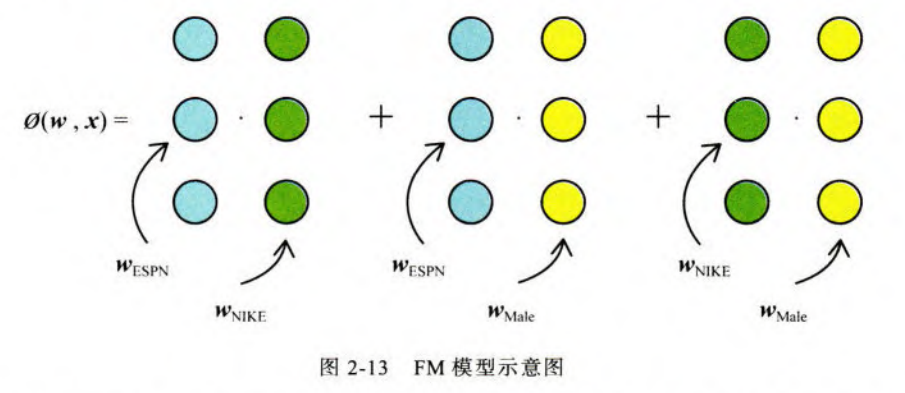 Ø(w , x) = · + · + ·
w_ESPN w_ESPN w_NIKE
w_NIKE w_Male w_Male
图 2-13 FM 模型示意图